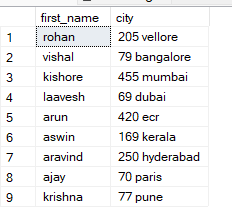 first_name city
1 rohan 205 vellore
2 vishal 79 bangalore
3 kishore 455 mumbai
4 laavesh 69 dubai
5 arun 420 ecr
6 aswin 169 kerala
7 aravind 250 hyderabad
8 ajay 70 paris
9 krishna 77 pune